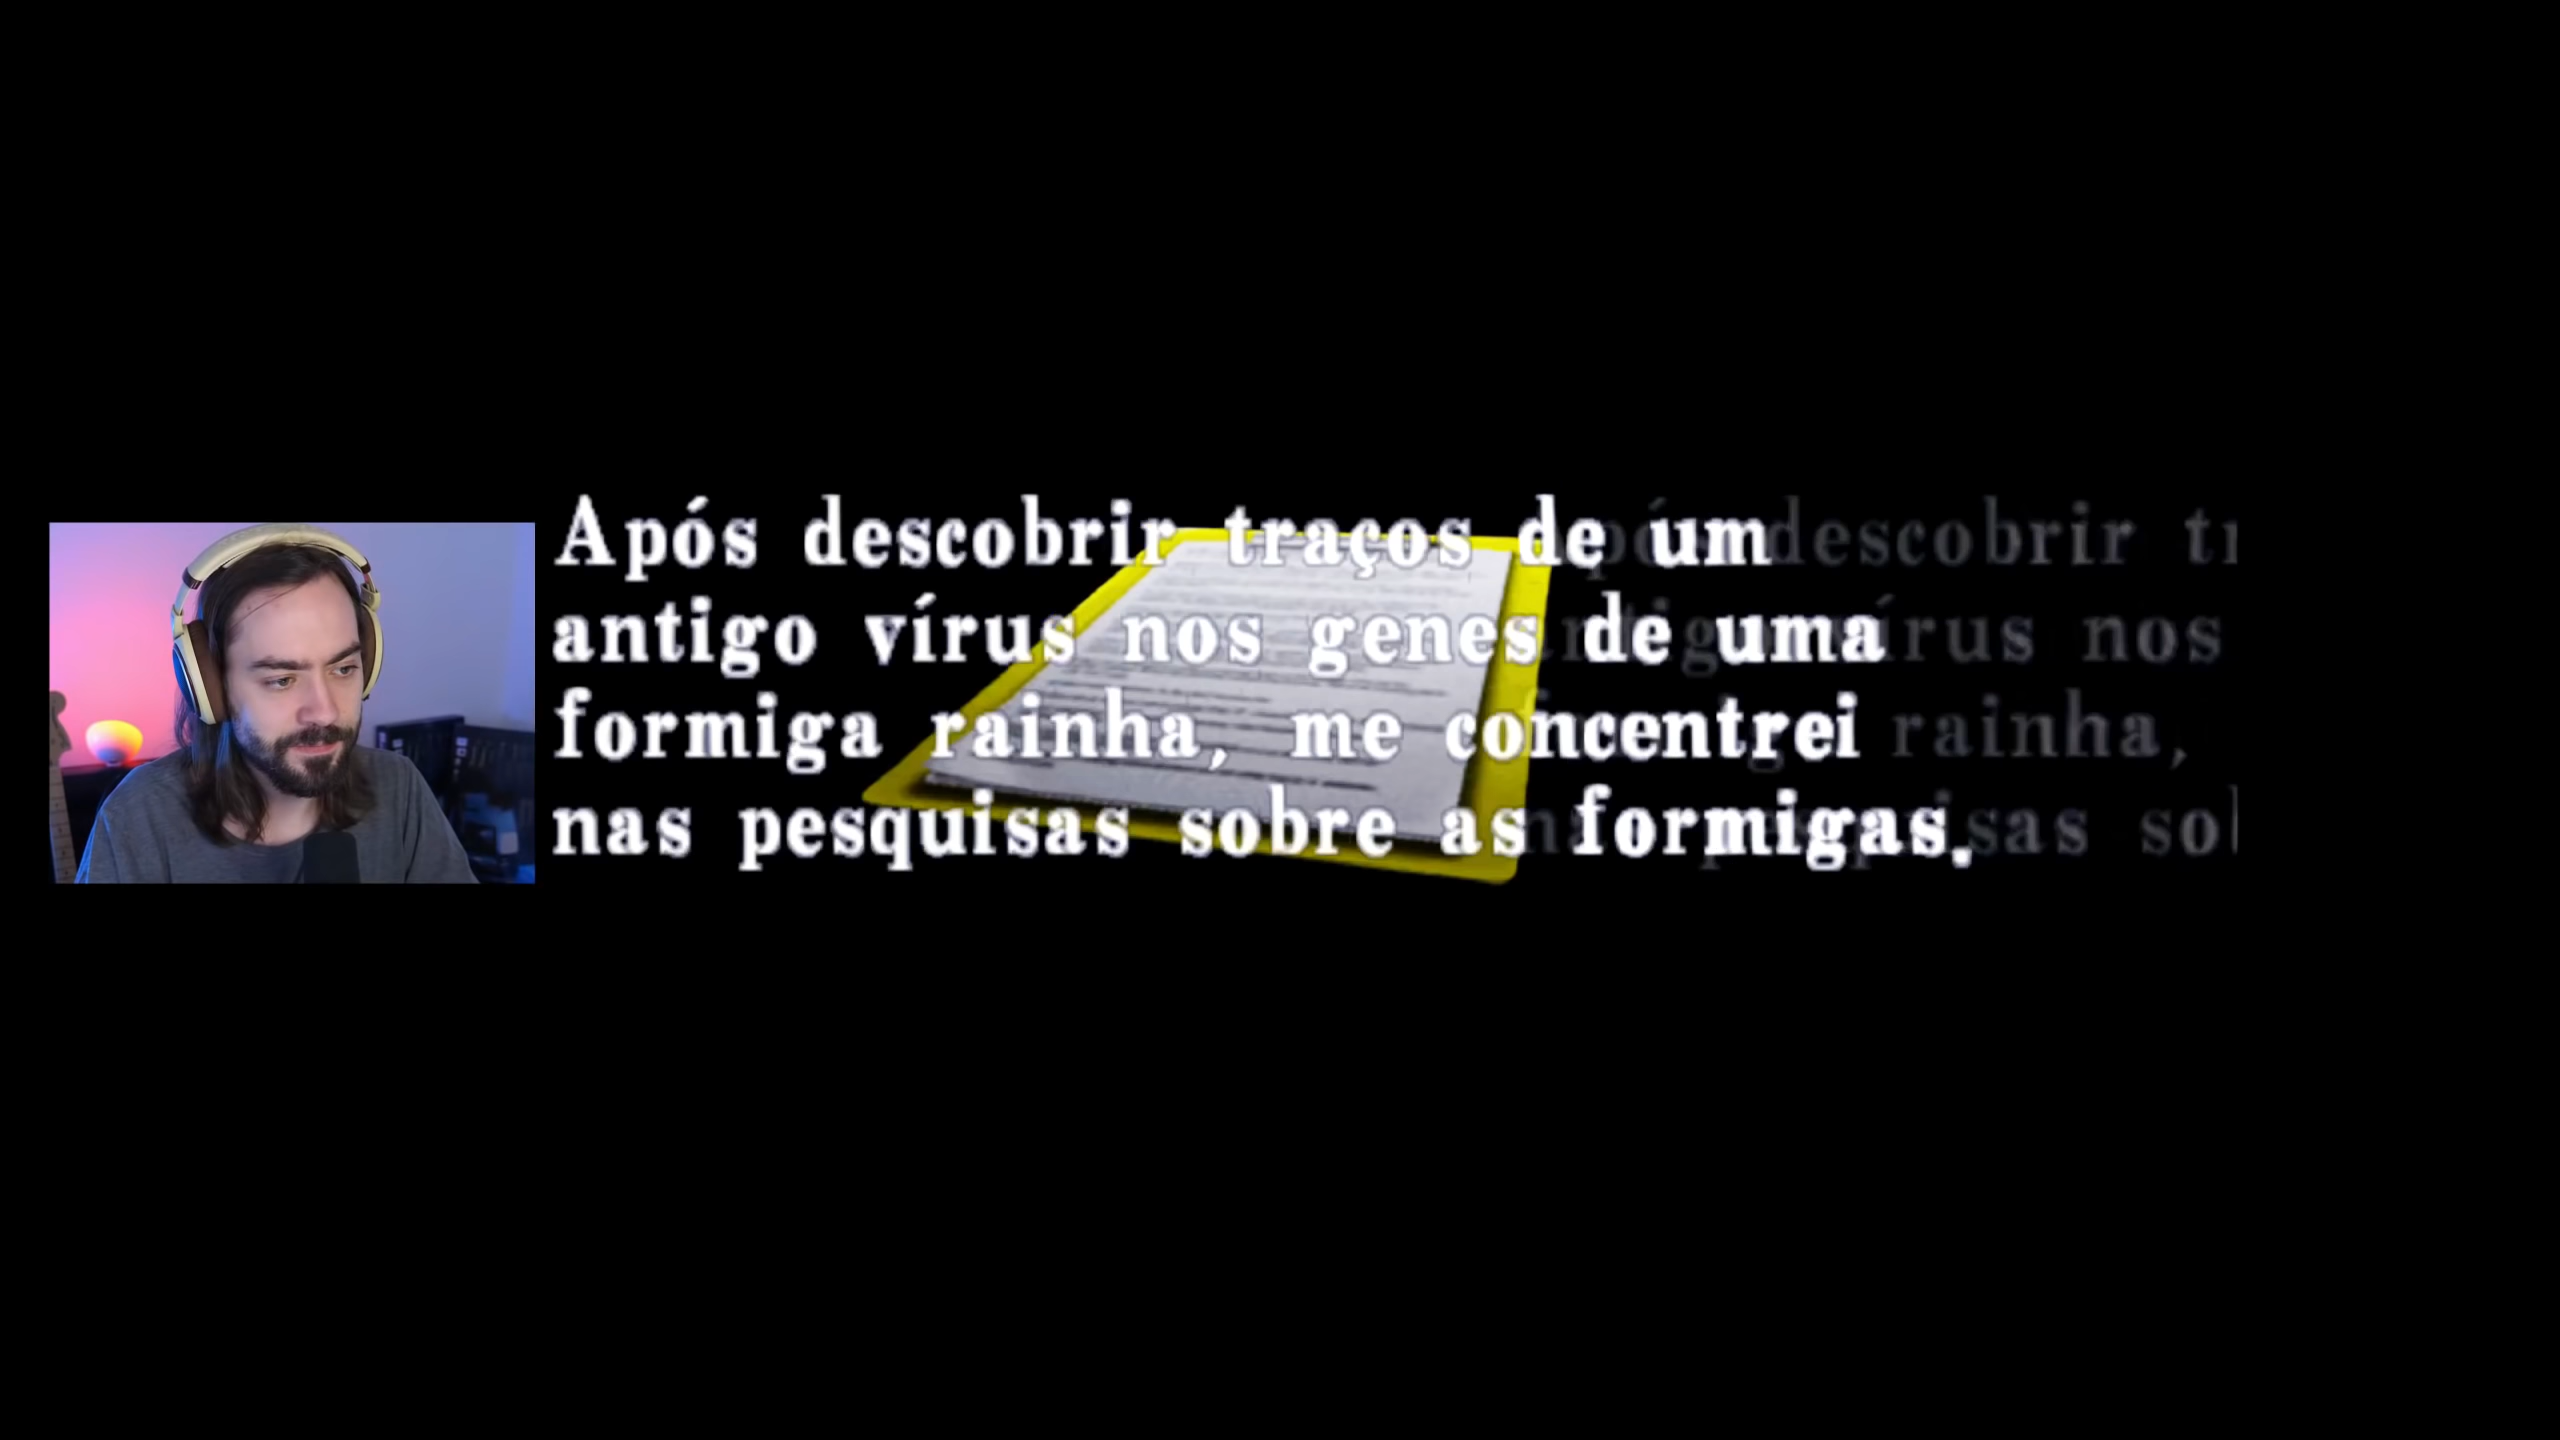 Após descobrir traços de um
antigo vírus nos genes de uma
formiga rainha, me concentrei
nas pesquisas sobre as formigas.